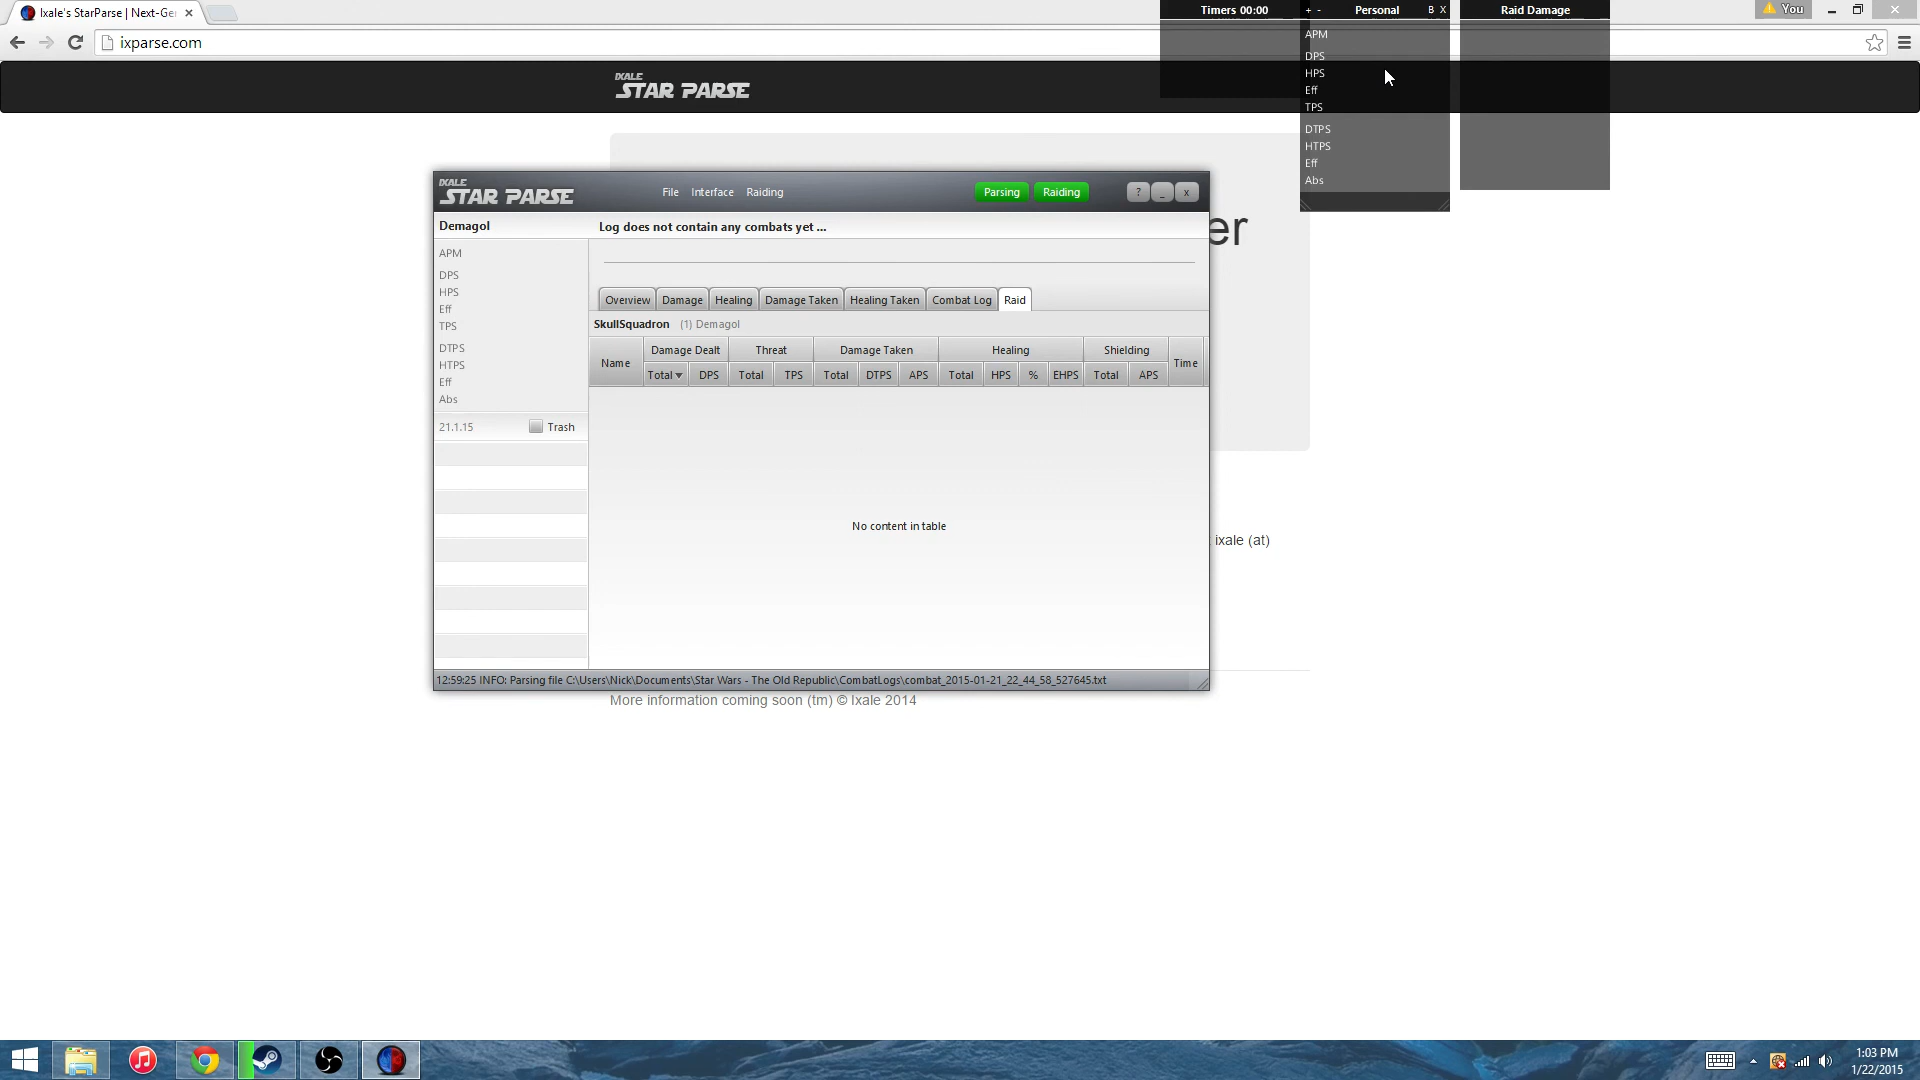 Ixale's StarParse | Next-Ger
Timers 00:00
+ - Personal B X
Raid Damage
You
ixparse.com
APM
DPS
HPS
Eff
TPS
DTPS
HTPS
Eff
Abs
IXALE
STAR PARSE
er
IXALE
STAR PARSE
File Interface Raiding
Parsing Raiding
? _ x
Demagol
Log does not contain any combats yet ...
APM
DPS
HPS
Eff
TPS
DTPS
HTPS
Eff
Abs
21.1.15 Trash
Overview Damage Healing Damage Taken Healing Taken Combat Log Raid
SkullSquadron (1) Demagol
Name Damage Dealt Threat Damage Taken Healing Shielding Time
Total DPS Total TPS Total DTPS APS Total HPS % EHPS Total APS
No content in table
ixale (at)
12:59:25 INFO: Parsing file C:\Users\Nick\Documents\Star Wars - The Old Republic\CombatLogs\combat_2015-01-21_22_44_58_527645.txt
More information coming soon (tm) © Ixale 2014
1:03 PM
1/22/2015